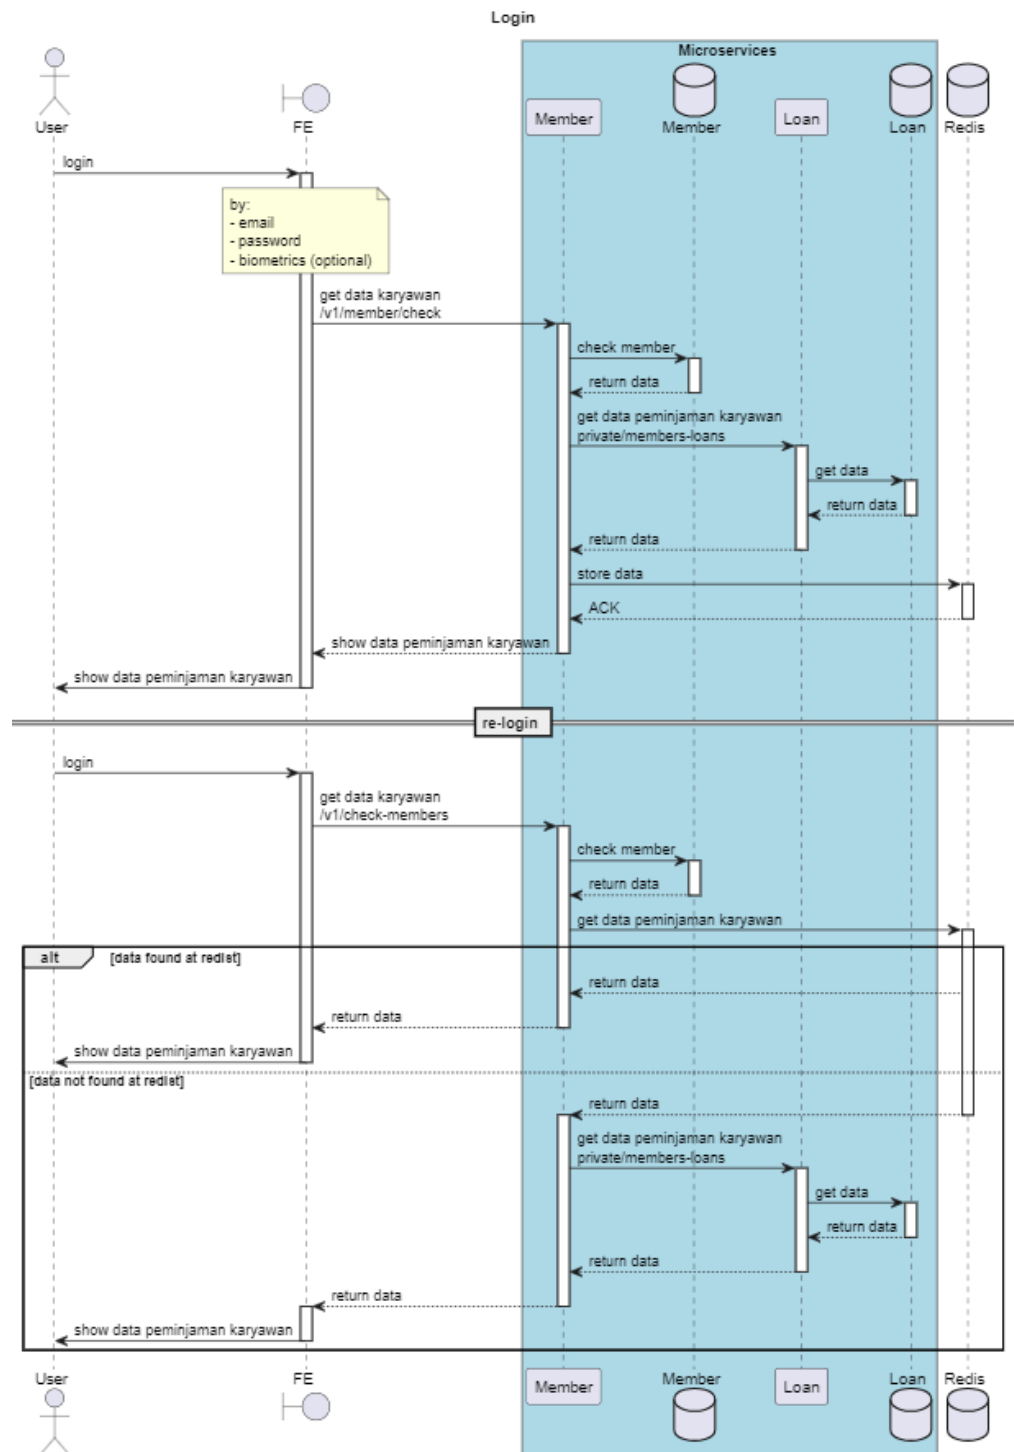 Login
Microservices
User
FE
Member
Member
Loan
Loan
Redis
login
by:
- email
- password
- biometrics (optional)
get data karyawan
/v1/member/check
check member
return data
get data peminjaman karyawan
private/members-loans
get data
return data
return data
store data
ACK
show data peminjaman karyawan
show data peminjaman karyawan
re-login
login
get data karyawan
/v1/check-members
check member
return data
get data peminjaman karyawan
alt
[data found at redist]
return data
return data
show data peminjaman karyawan
[data not found at redist]
return data
get data peminjaman karyawan
private/members-loans
get data
return data
return data
return data
show data peminjaman karyawan
User
FE
Member
Member
Loan
Loan
Redis